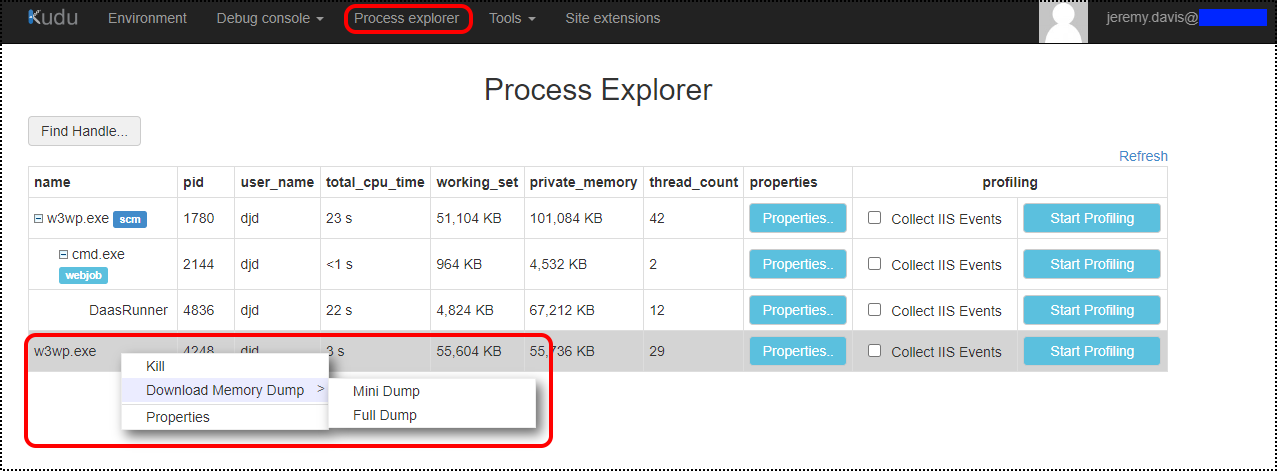 Kudu Environment Debug console Process explorer Tools Site extensions jeremy.davis@
Process Explorer
Find Handle...
Refresh
name pid user_name total_cpu_time working_set private_memory thread_count properties profiling
w3wp.exe scm 1780 djd 23 s 51,104 KB 101,084 KB 42 Properties.. Collect IIS Events Start Profiling
cmd.exe webjob 2144 djd <1 s 964 KB 4,532 KB 2 Properties.. Collect IIS Events Start Profiling
DaasRunner 4836 djd 22 s 4,824 KB 67,212 KB 12 Properties.. Collect IIS Events Start Profiling
w3wp.exe 4248 djd 3 s 55,604 KB 55,736 KB 29 Properties.. Collect IIS Events Start Profiling
Kill
Download Memory Dump >
Mini Dump
Full Dump
Properties